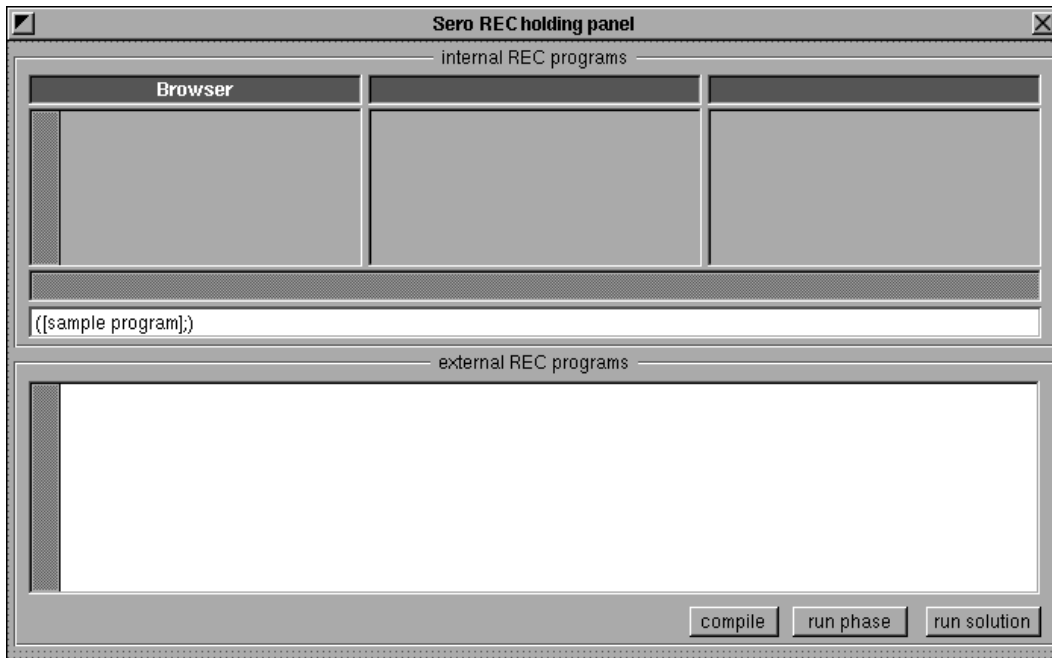 Sero REC holding panel
internal REC programs
Browser
([sample program];)
external REC programs
compile run phase run solution